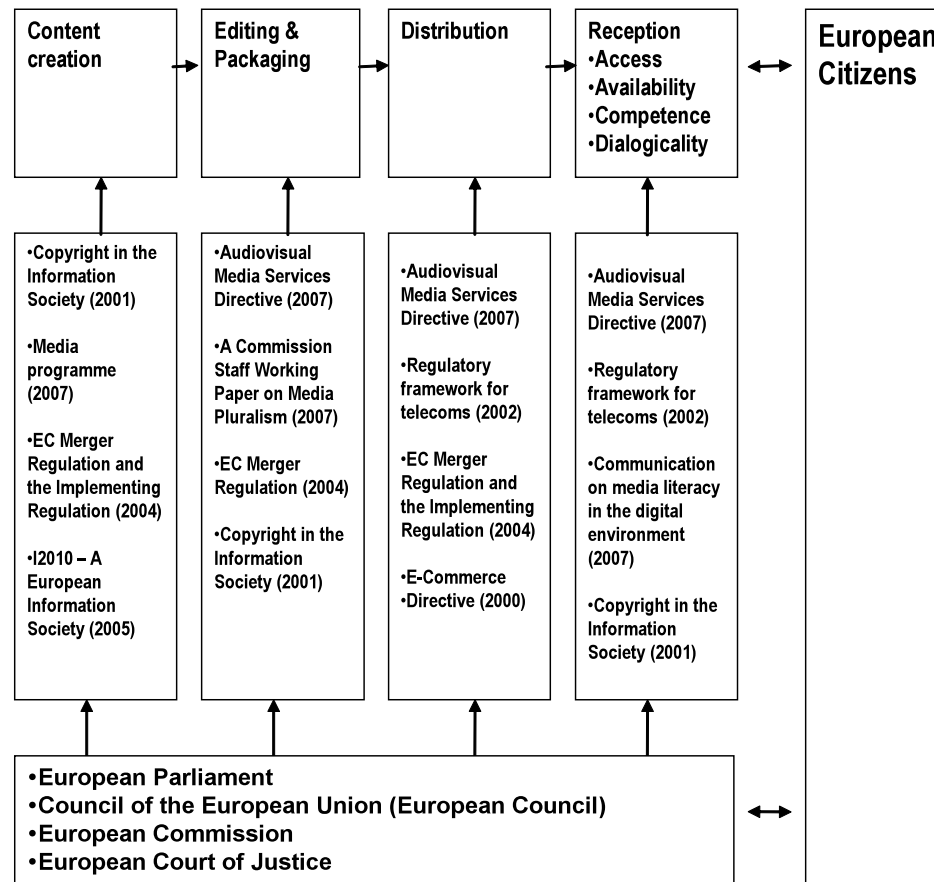 Content
creation
Editing &
Packaging
Distribution
Reception
•Access
•Availability
•Competence
•Dialogicality
European
Citizens
•Copyright in the
Information
Society (2001)
•Media
programme
(2007)
•EC Merger
Regulation and
the Implementing
Regulation (2004)
•I2010 – A
European
Information
Society (2005)
•Audiovisual
Media Services
Directive (2007)
•A Commission
Staff Working
Paper on Media
Pluralism (2007)
•EC Merger
Regulation (2004)
•Copyright in the
Information
Society (2001)
•Audiovisual
Media Services
Directive (2007)
•Regulatory
framework for
telecoms (2002)
•EC Merger
Regulation and
the Implementing
Regulation (2004)
•E-Commerce
•Directive (2000)
•Audiovisual
Media Services
Directive (2007)
•Regulatory
framework for
telecoms (2002)
•Communication
on media literacy
in the digital
environment
(2007)
•Copyright in the
Information
Society (2001)
•European Parliament
•Council of the European Union (European Council)
•European Commission
•European Court of Justice